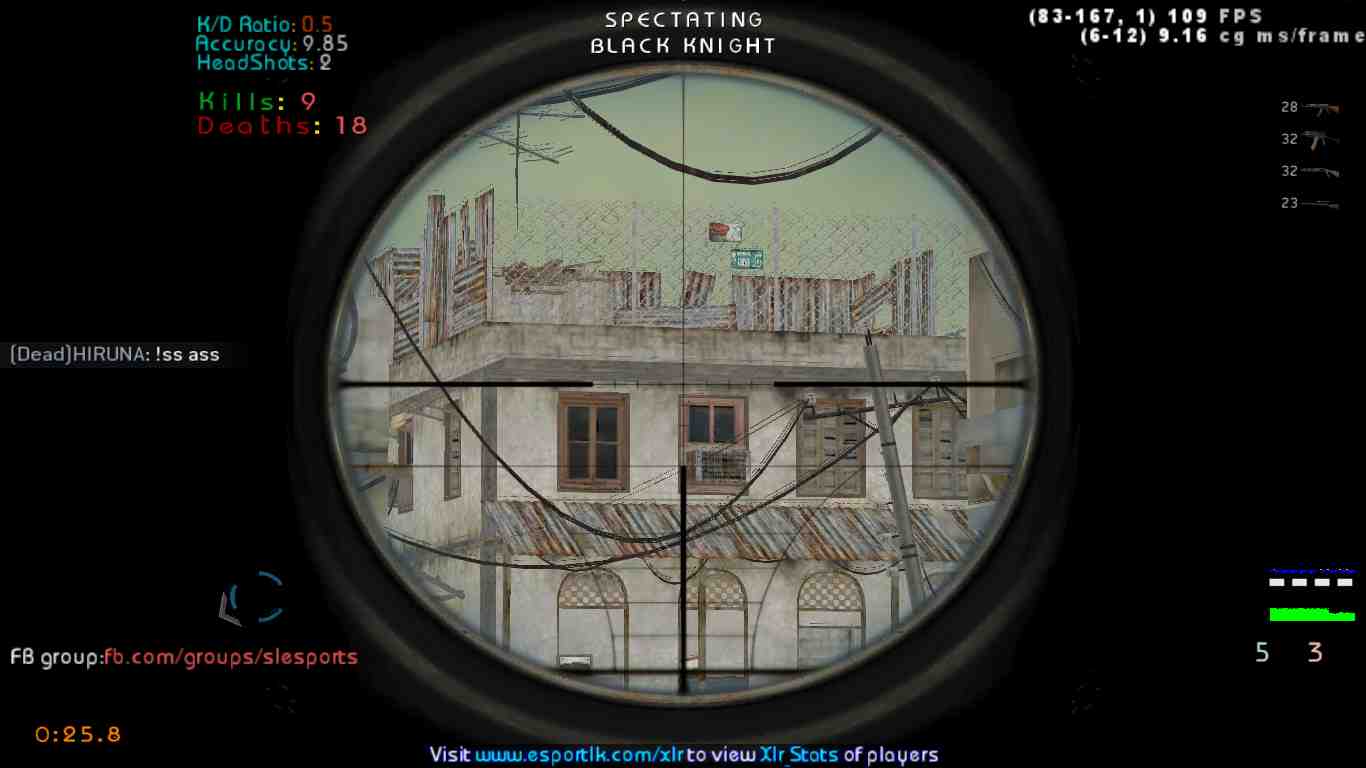 K/D Ratio: 0.5
Accuracy: 9.85
HeadShots: 2
Kills: 9
Deaths: 18
SPECTATING
BLACK KNIGHT
(83-167, 1) 109 FPS
(6-12) 9.16 cg ms/frame
28
32
32
23
(Dead)HIRUNA: !ss ass
FB group:fb.com/groups/slesports
5 3
0:25.8
Visit www.esportlk.com/xlr to view Xlr Stats of players